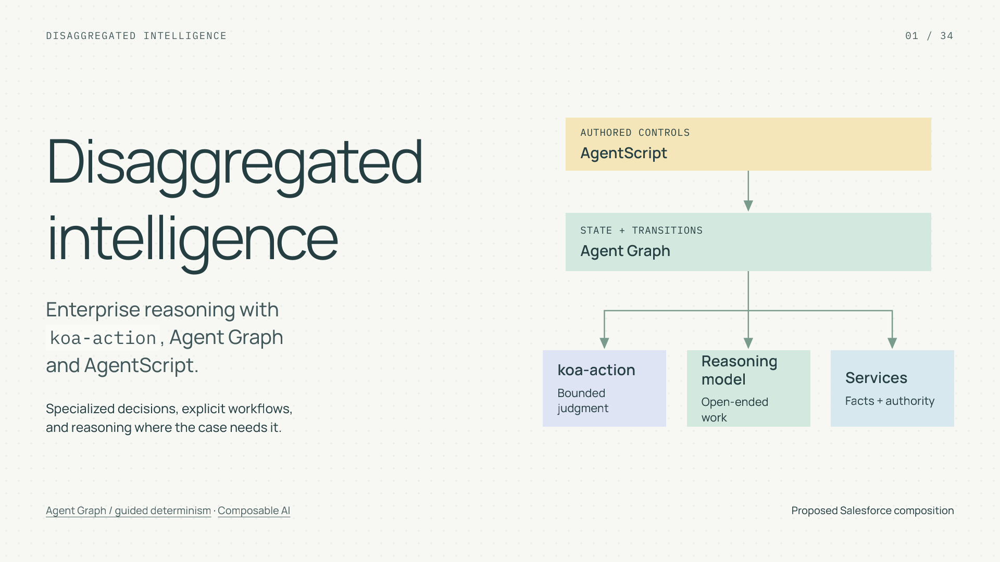 DISAGGREGATED INTELLIGENCE
01 / 34
Disaggregated
intelligence
Enterprise reasoning with
koa-action, Agent Graph
and AgentScript.
Specialized decisions, explicit workflows,
and reasoning where the case needs it.
AUTHORED CONTROLS
AgentScript
STATE + TRANSITIONS
Agent Graph
koa-action
Bounded
judgment
Reasoning
model
Open-ended
work
Services
Facts + authority
Agent Graph / guided determinism · Composable AI
Proposed Salesforce composition